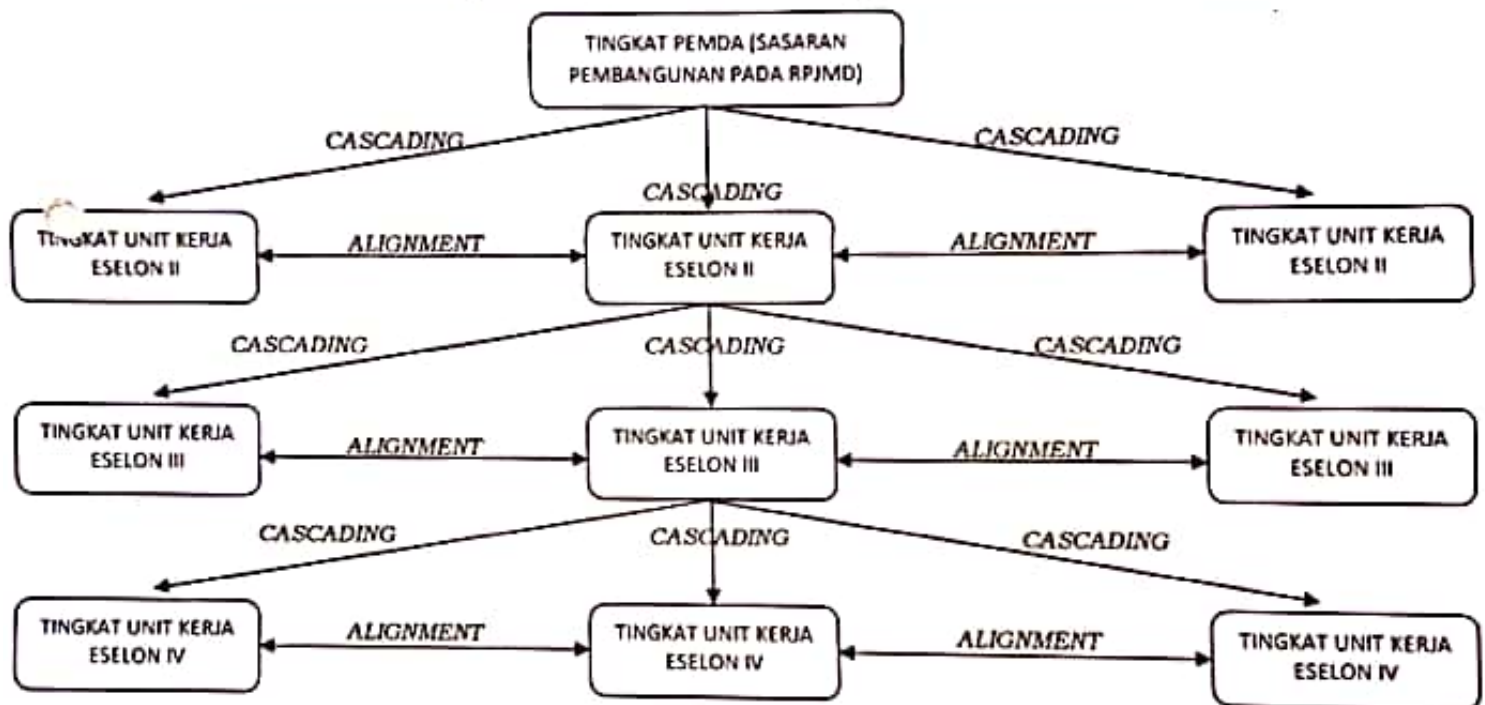 TINGKAT PEMDA (SASARAN
PEMBANGUNAN PADA RPJMD)
CASCADING
CASCADING
CASCADING
TINGKAT UNIT KERJA
ESELON II
ALIGNMENT
TINGKAT UNIT KERJA
ESELON II
ALIGNMENT
TINGKAT UNIT KERJA
ESELON II
CASCADING
CASCADING
CASCADING
TINGKAT UNIT KERJA
ESELON III
ALIGNMENT
TINGKAT UNIT KERJA
ESELON III
ALIGNMENT
TINGKAT UNIT KERJA
ESELON III
CASCADING
CASCADING
CASCADING
TINGKAT UNIT KERJA
ESELON IV
ALIGNMENT
TINGKAT UNIT KERJA
ESELON IV
ALIGNMENT
TINGKAT UNIT KERJA
ESELON IV